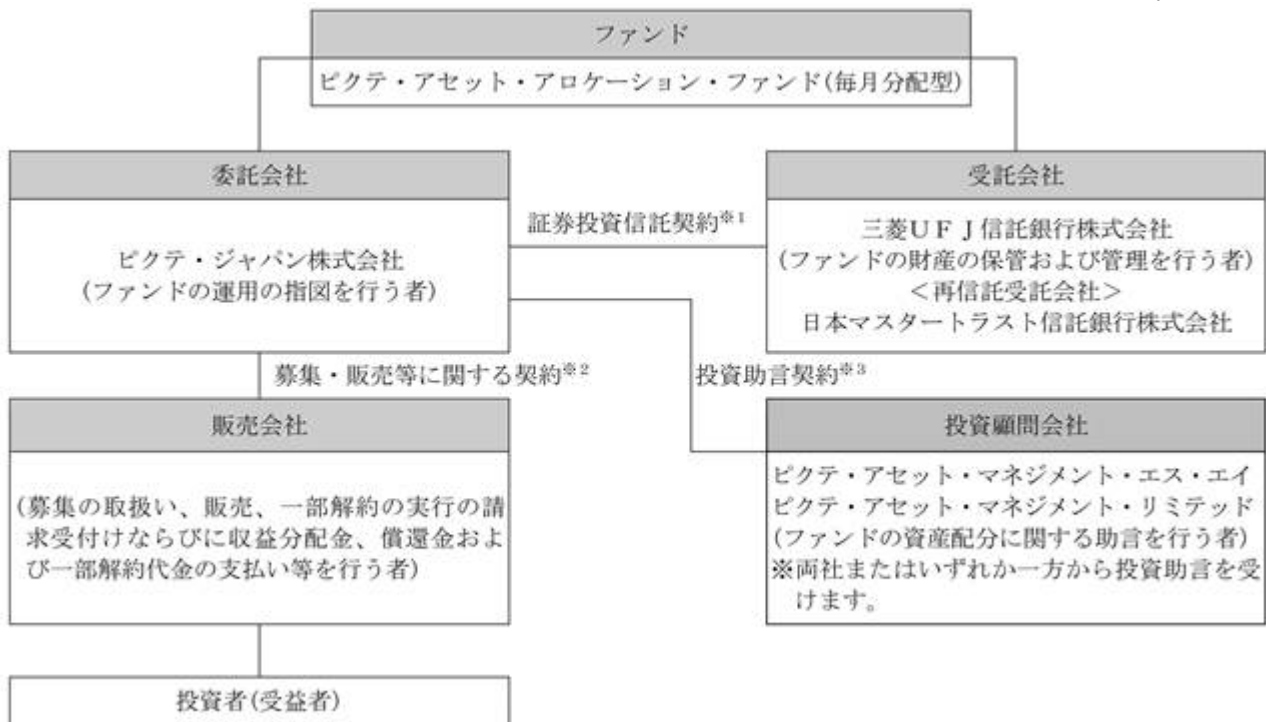 ファンド
ピクテ・アセット・アロケーション・ファンド(毎月分配型)
委託会社
ピクテ・ジャパン株式会社
(ファンドの運用の指図を行う者)
証券投資信託契約※1
受託会社
三菱UFJ信託銀行株式会社
(ファンドの財産の保管および管理を行う者)
<再信託受託会社>
日本マスタートラスト信託銀行株式会社
募集・販売等に関する契約※2
投資助言契約※3
販売会社
(募集の取扱い、販売、一部解約の実行の請
求受付けならびに収益分配金、償還金およ
び一部解約代金の支払い等を行う者)
投資顧問会社
ピクテ・アセット・マネジメント・エス・エイ
ピクテ・アセット・マネジメント・リミテッド
(ファンドの資産配分に関する助言を行う者)
※両社またはいずれか一方から投資助言を受
けます。
投資者(受益者)